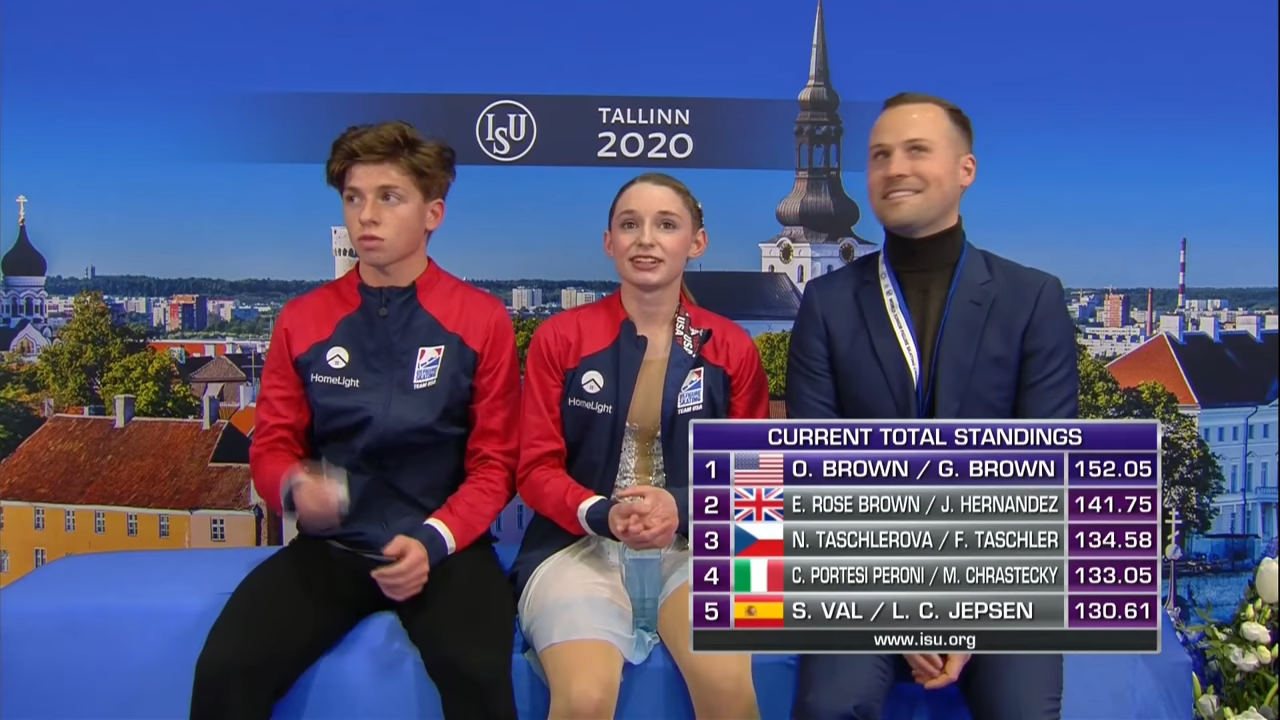 ISU
TALLINN
2020
HomeLight
TEAM USA
HomeLight
TEAM USA
USA
CURRENT TOTAL STANDINGS
1 O. BROWN / G. BROWN 152.05
2 E. ROSE BROWN / J. HERNANDEZ 141.75
3 N. TASCHLEROVA / F. TASCHLER 134.58
4 C. PORTESI PERONI / M. CHRASTECKY 133.05
5 S. VAL / L. C. JEPSEN 130.61
www.isu.org